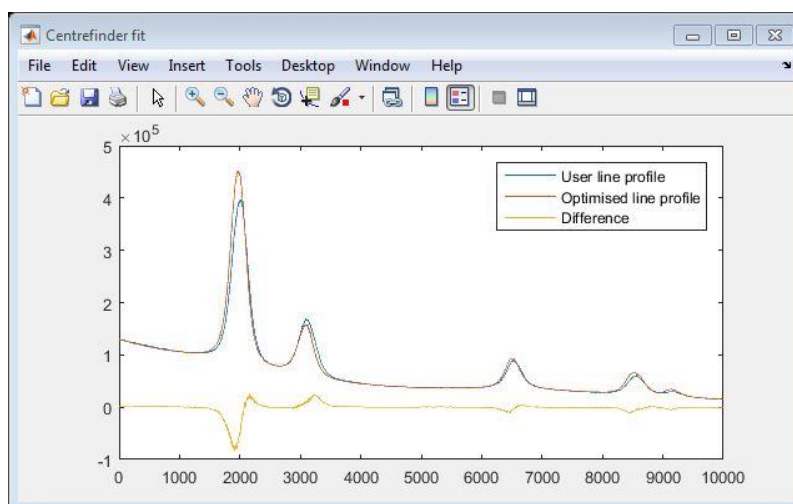 Centrefinder fit
File Edit View Insert Tools Desktop Window Help
×10^5
5
4
3
2
1
0
-1
User line profile
Optimised line profile
Difference
0 1000 2000 3000 4000 5000 6000 7000 8000 9000 10000